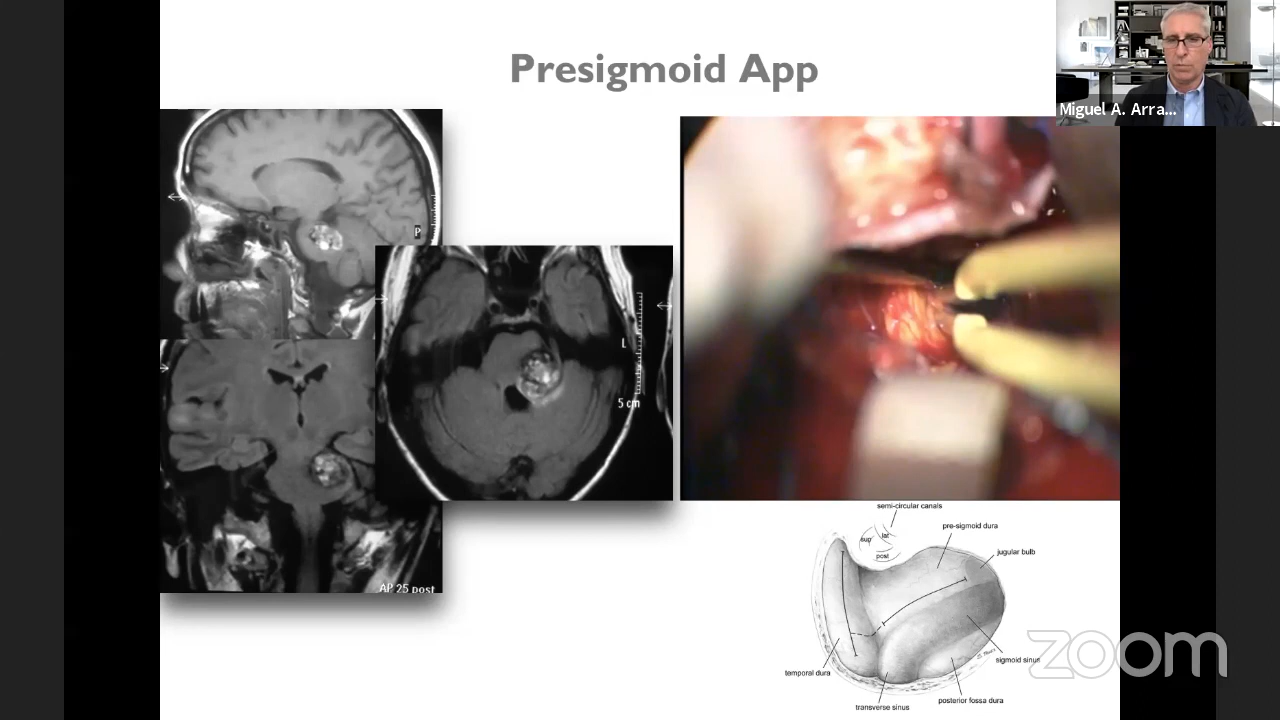 Presigmoid App
Miguel A. Arra...
P
L
5 cm
AP 25 post
semi-circular canals
sup
lat
post
pre-sigmoid dura
jugular bulb
sigmoid sinus
temporal dura
posterior fossa dura
transverse sinus
zoom